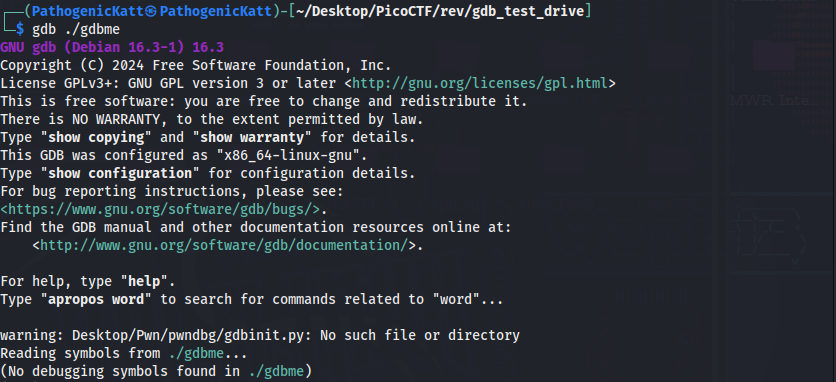 ┌──(PathogenicKatt㉿PathogenicKatt)-[~/Desktop/PicoCTF/rev/gdb_test_drive]
└─$ gdb ./gdbme
GNU gdb (Debian 16.3-1) 16.3
Copyright (C) 2024 Free Software Foundation, Inc.
License GPLv3+: GNU GPL version 3 or later <http://gnu.org/licenses/gpl.html>
This is free software: you are free to change and redistribute it.
There is NO WARRANTY, to the extent permitted by law.
Type "show copying" and "show warranty" for details.
This GDB was configured as "x86_64-linux-gnu".
Type "show configuration" for configuration details.
For bug reporting instructions, please see:
<https://www.gnu.org/software/gdb/bugs/>.
Find the GDB manual and other documentation resources online at:
    <http://www.gnu.org/software/gdb/documentation/>.

For help, type "help".
Type "apropos word" to search for commands related to "word"...

warning: Desktop/Pwn/pwndbg/gdbinit.py: No such file or directory
Reading symbols from ./gdbme...
(No debugging symbols found in ./gdbme)
MWR Inte